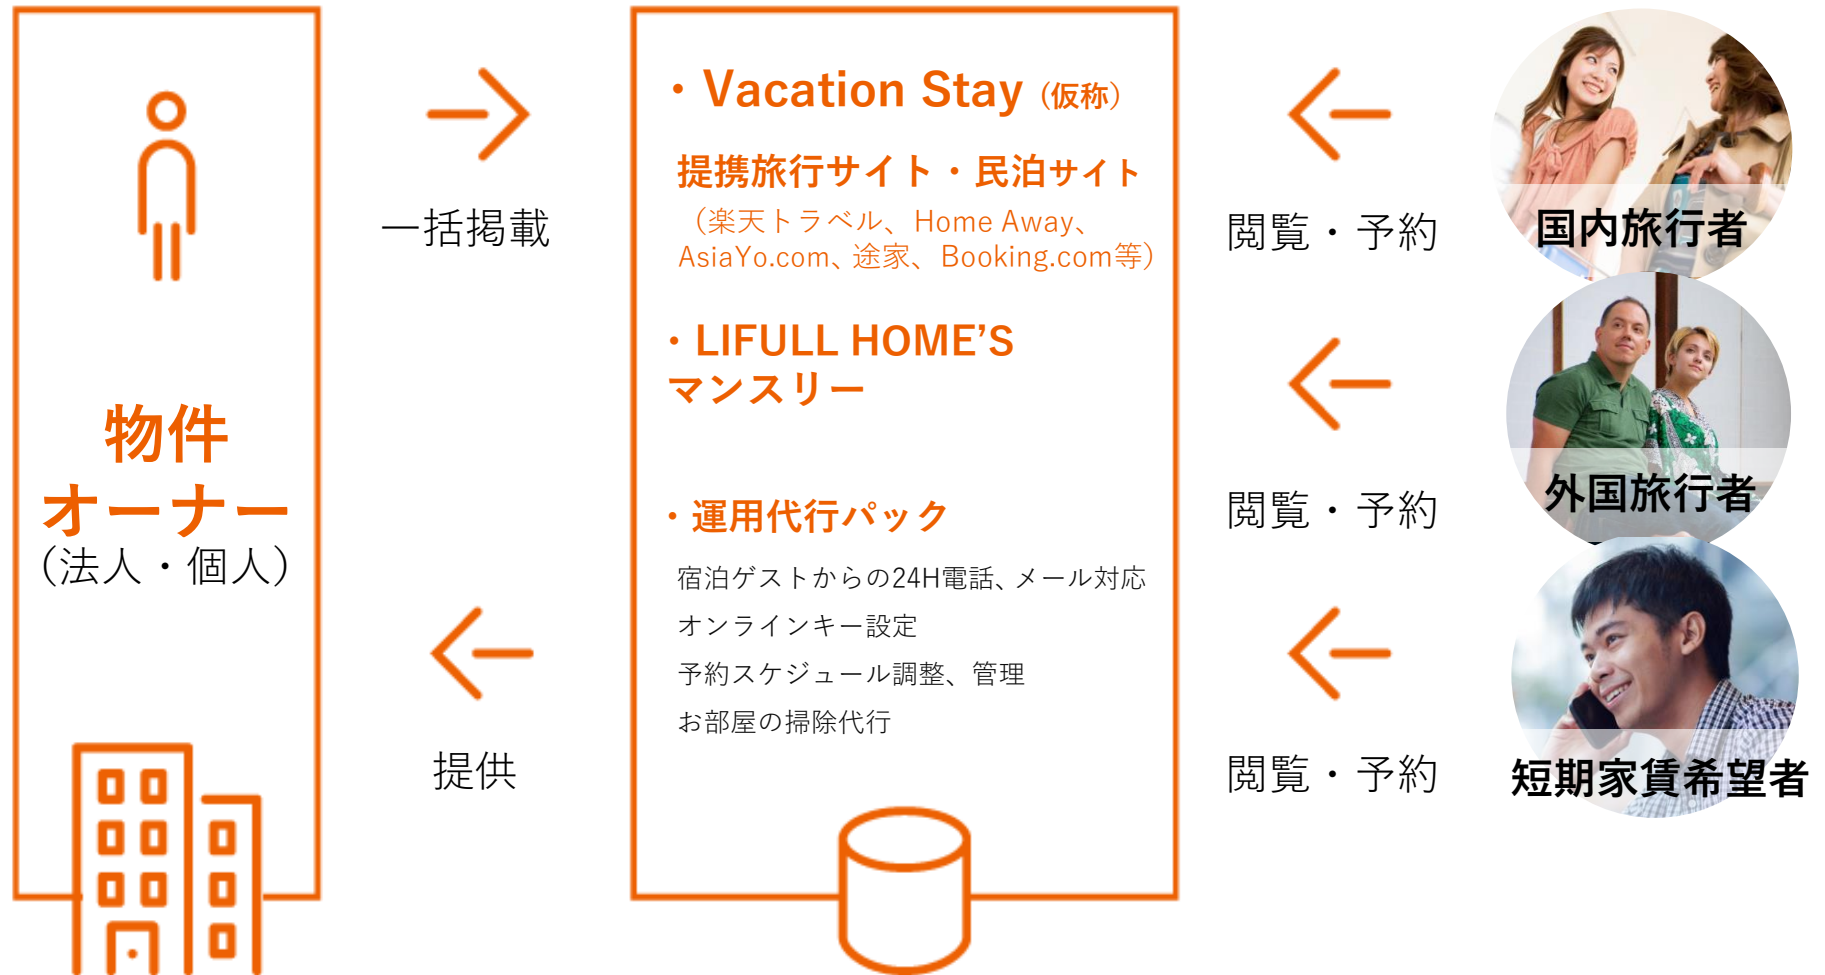 物件
オーナー
（法人・個人）
一括掲載
提供
・Vacation Stay（仮称）
提携旅行サイト・民泊サイト
（楽天トラベル、Home Away、
AsiaYo.com、途家、Booking.com等）
・LIFULL HOME’S
マンスリー
・運用代行パック
宿泊ゲストからの24H電話、メール対応
オンラインキー設定
予約スケジュール調整、管理
お部屋の掃除代行
閲覧・予約
国内旅行者
閲覧・予約
外国旅行者
閲覧・予約
短期家賃希望者